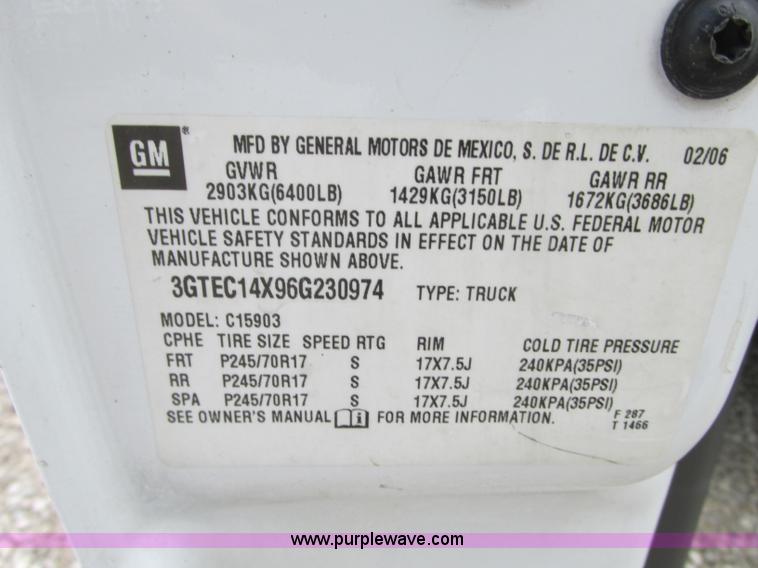 GM ® MFD BY GENERAL MOTORS DE MEXICO, S. DE R.L. DE C.V. 02/06
GVWR GAWR FRT GAWR RR
2903KG(6400LB) 1429KG(3150LB) 1672KG(3686LB)
THIS VEHICLE CONFORMS TO ALL APPLICABLE U.S. FEDERAL MOTOR
VEHICLE SAFETY STANDARDS IN EFFECT ON THE DATE OF
MANUFACTURE SHOWN ABOVE.
3GTEC14X96G230974 TYPE: TRUCK
MODEL: C15903
CPHE TIRE SIZE SPEED RTG RIM COLD TIRE PRESSURE
FRT P245/70R17 S 17X7.5J 240KPA(35PSI)
RR P245/70R17 S 17X7.5J 240KPA(35PSI)
SPA P245/70R17 S 17X7.5J 240KPA(35PSI)
SEE OWNER'S MANUAL i FOR MORE INFORMATION. F 287
T 1466
www.purplewave.com